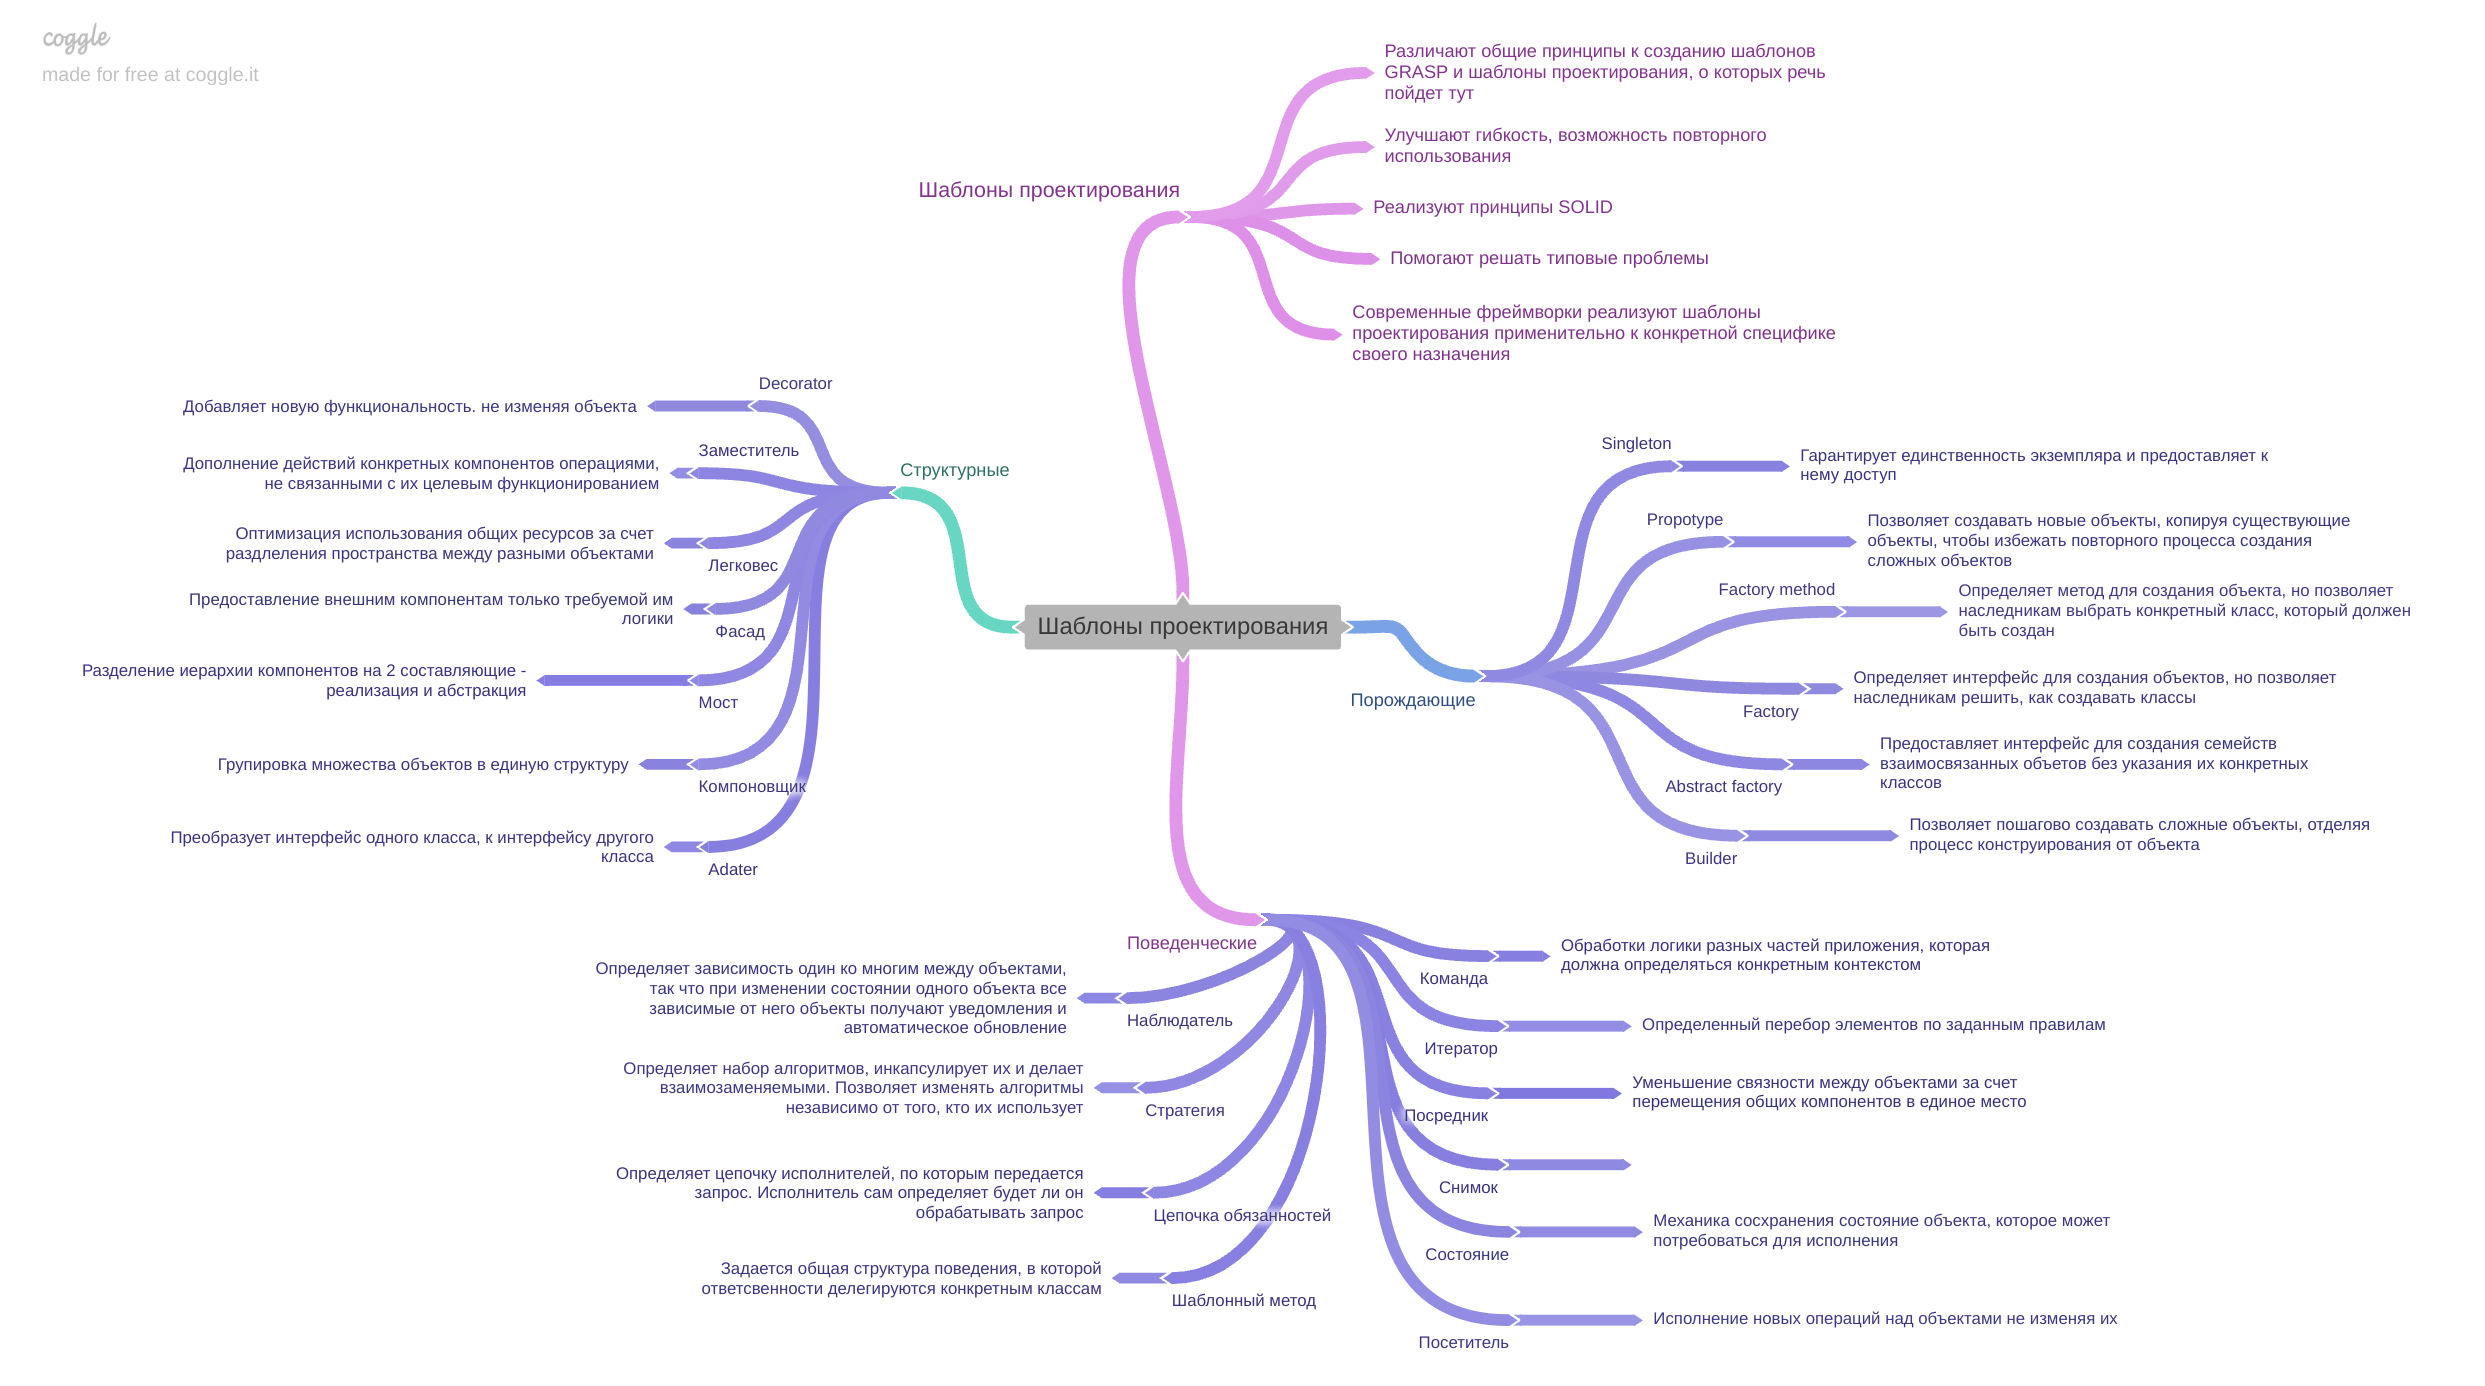 coggle
made for free at coggle.it
Шаблоны проектирования
Различают общие принципы к созданию шаблонов
GRASP и шаблоны проектирования, о которых речь
пойдет тут
Улучшают гибкость, возможность повторного
использования
Реализуют принципы SOLID
Помогают решать типовые проблемы
Современные фреймворки реализуют шаблоны
проектирования применительно к конкретной специфике
своего назначения
Структурные
Decorator
Добавляет новую функциональность. не изменяя объекта
Заместитель
Дополнение действий конкретных компонентов операциями,
не связанными с их целевым функционированием
Оптимизация использования общих ресурсов за счет
раздлеления пространства между разными объектами
Легковес
Предоставление внешним компонентам только требуемой им
логики
Фасад
Разделение иерархии компонентов на 2 составляющие -
реализация и абстракция
Мост
Групировка множества объектов в единую структуру
Компоновщик
Преобразует интерфейс одного класса, к интерфейсу другого
класса
Adater
Шаблоны проектирования
Порождающие
Singleton
Гарантирует единственность экземпляра и предоставляет к
нему доступ
Propotype
Позволяет создавать новые объекты, копируя существующие
объекты, чтобы избежать повторного процесса создания
сложных объектов
Factory method
Определяет метод для создания объекта, но позволяет
наследникам выбрать конкретный класс, который должен
быть создан
Определяет интерфейс для создания объектов, но позволяет
наследникам решить, как создавать классы
Factory
Предоставляет интерфейс для создания семейств
взаимосвязанных объетов без указания их конкретных
классов
Abstract factory
Позволяет пошагово создавать сложные объекты, отделяя
процесс конструирования от объекта
Builder
Поведенческие
Определяет зависимость один ко многим между объектами,
так что при изменении состоянии одного объекта все
зависимые от него объекты получают уведомления и
автоматическое обновление
Наблюдатель
Определяет набор алгоритмов, инкапсулирует их и делает
взаимозаменяемыми. Позволяет изменять алгоритмы
независимо от того, кто их использует
Стратегия
Определяет цепочку исполнителей, по которым передается
запрос. Исполнитель сам определяет будет ли он
обрабатывать запрос
Цепочка обязанностей
Задается общая структура поведения, в которой
ответсвенности делегируются конкретным классам
Шаблонный метод
Обработки логики разных частей приложения, которая
должна определяться конкретным контекстом
Команда
Определенный перебор элементов по заданным правилам
Итератор
Уменьшение связности между объектами за счет
перемещения общих компонентов в единое место
Посредник
Снимок
Механика сосхранения состояние объекта, которое может
потребоваться для исполнения
Состояние
Исполнение новых операций над объектами не изменяя их
Посетитель